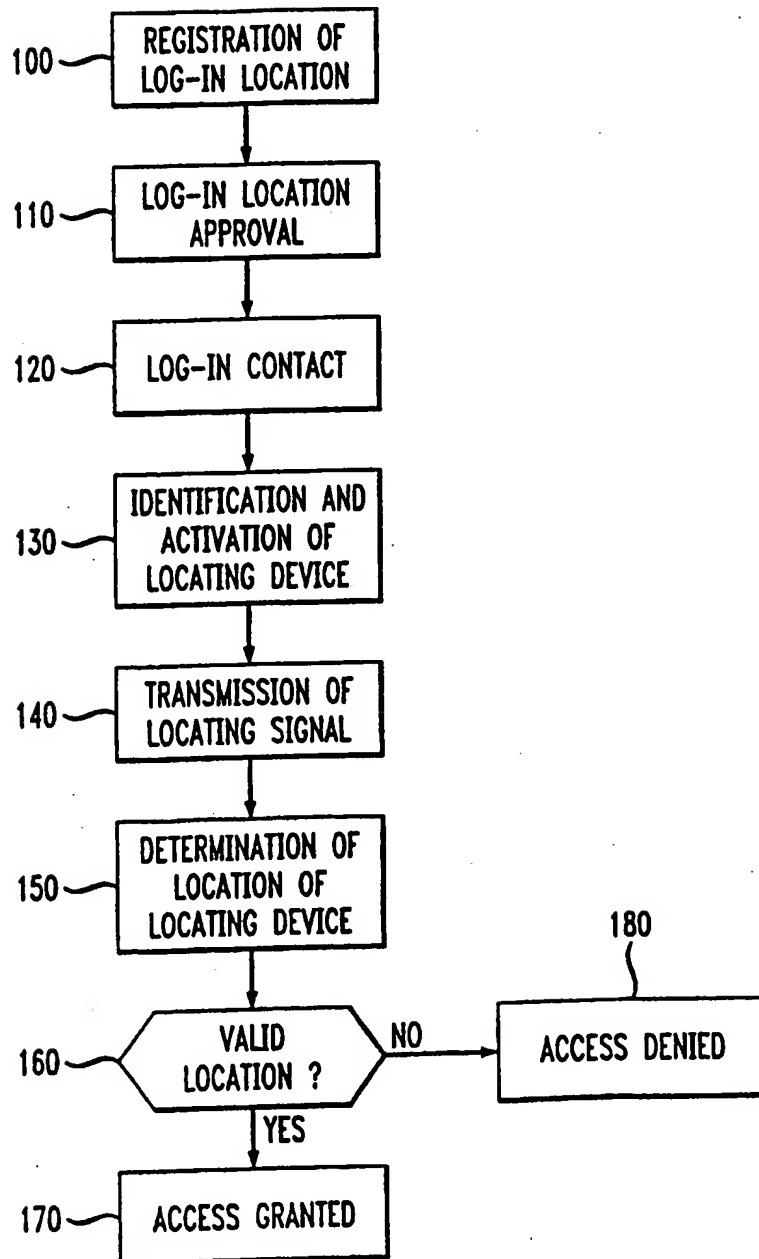 100
REGISTRATION OF
LOG-IN LOCATION
110
LOG-IN LOCATION
APPROVAL
120
LOG-IN CONTACT
130
IDENTIFICATION AND
ACTIVATION OF
LOCATING DEVICE
140
TRANSMISSION OF
LOCATING SIGNAL
150
DETERMINATION OF
LOCATION OF
LOCATING DEVICE
160
VALID
LOCATION ?
NO
180
ACCESS DENIED
YES
170
ACCESS GRANTED